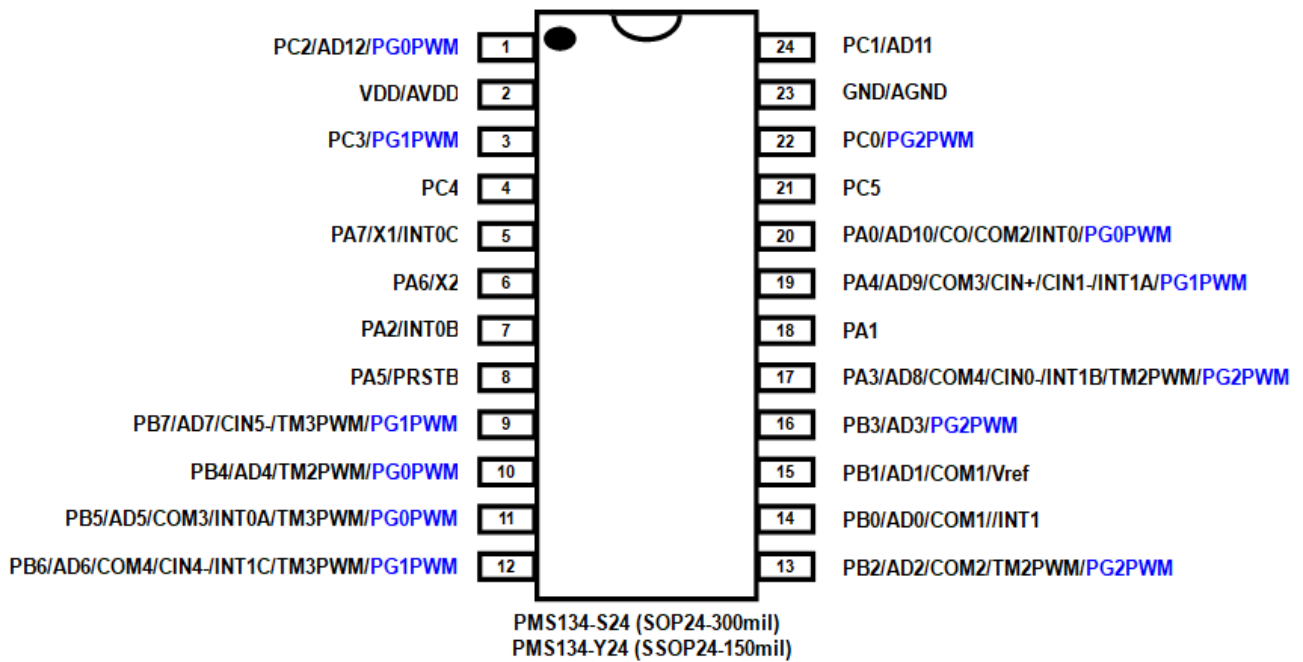 PC2/AD12/PG0PWM 1 24 PC1/AD11
VDD/AVDD 2 23 GND/AGND
PC3/PG1PWM 3 22 PC0/PG2PWM
PC4 4 21 PC5
PA7/X1/INT0C 5 20 PA0/AD10/CO/COM2/INT0/PG0PWM
PA6/X2 6 19 PA4/AD9/COM3/CIN+/CIN1-/INT1A/PG1PWM
PA2/INT0B 7 18 PA1
PA5/PRSTB 8 17 PA3/AD8/COM4/CIN0-/INT1B/TM2PWM/PG2PWM
PB7/AD7/CIN5-/TM3PWM/PG1PWM 9 16 PB3/AD3/PG2PWM
PB4/AD4/TM2PWM/PG0PWM 10 15 PB1/AD1/COM1/Vref
PB5/AD5/COM3/INT0A/TM3PWM/PG0PWM 11 14 PB0/AD0/COM1//INT1
PB6/AD6/COM4/CIN4-/INT1C/TM3PWM/PG1PWM 12 13 PB2/AD2/COM2/TM2PWM/PG2PWM
PMS134-S24 (SOP24-300mil)
PMS134-Y24 (SSOP24-150mil)